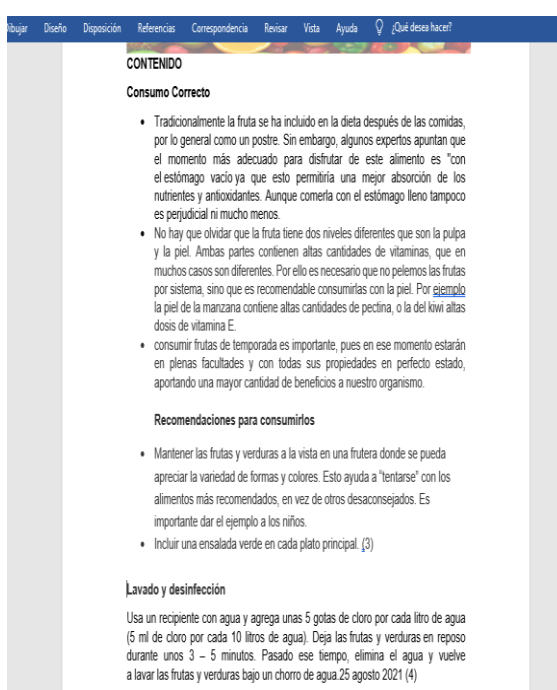 Dibujar Diseño Disposición Referencias Correspondencia Revisar Vista Ayuda ¿Qué desea hacer?
CONTENIDO
Consumo Correcto
• Tradicionalmente la fruta se ha incluido en la dieta después de las comidas,
por lo general como un postre. Sin embargo, algunos expertos apuntan que
el momento más adecuado para disfrutar de este alimento es "con
el estómago vacío ya que esto permitiría una mejor absorción de los
nutrientes y antioxidantes. Aunque comerla con el estómago lleno tampoco
es perjudicial ni mucho menos.
• No hay que olvidar que la fruta tiene dos niveles diferentes que son la pulpa
y la piel. Ambas partes contienen altas cantidades de vitaminas, que en
muchos casos son diferentes. Por ello es necesario que no pelemos las frutas
por sistema, sino que es recomendable consumirlas con la piel. Por ejemplo
la piel de la manzana contiene altas cantidades de pectina, o la del kiwi altas
dosis de vitamina E.
• consumir frutas de temporada es importante, pues en ese momento estarán
en plenas facultades y con todas sus propiedades en perfecto estado,
aportando una mayor cantidad de beneficios a nuestro organismo.
Recomendaciones para consumirlos
• Mantener las frutas y verduras a la vista en una frutera donde se pueda
apreciar la variedad de formas y colores. Esto ayuda a "tentarse" con los
alimentos más recomendados, en vez de otros desaconsejados. Es
importante dar el ejemplo a los niños.
• Incluir una ensalada verde en cada plato principal. (3)
Lavado y desinfección
Usa un recipiente con agua y agrega unas 5 gotas de cloro por cada litro de agua
(5 ml de cloro por cada 10 litros de agua). Deja las frutas y verduras en reposo
durante unos 3 – 5 minutos. Pasado ese tiempo, elimina el agua y vuelve
a lavar las frutas y verduras bajo un chorro de agua.25 agosto 2021 (4)